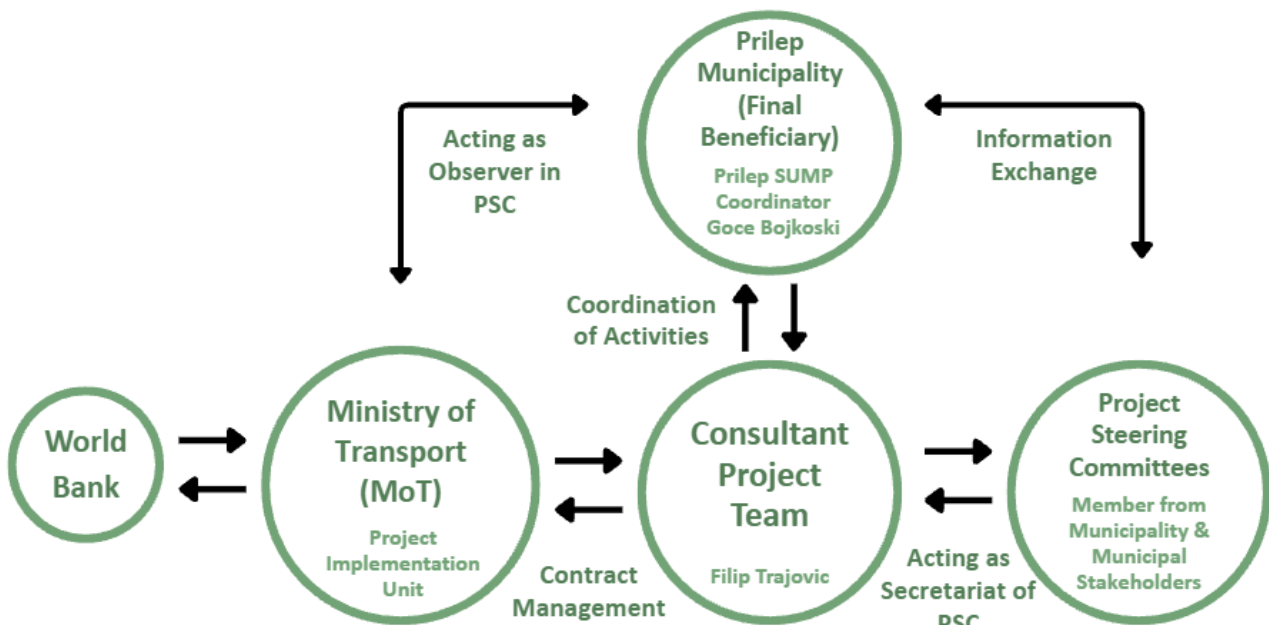 Prilep
Municipality
(Final
Beneficiary)
Prilep SUMP
Coordinator
Goce Bojkoski
Acting as
Observer in
PSC
Information
Exchange
Coordination
of Activities
World
Bank
Ministry of
Transport
(MoT)
Project
Implementation
Unit
Contract
Management
Consultant
Project
Team
Filip Trajovic
Acting as
Secretariat of
PSC
Project
Steering
Committees
Member from
Municipality &
Municipal
Stakeholders